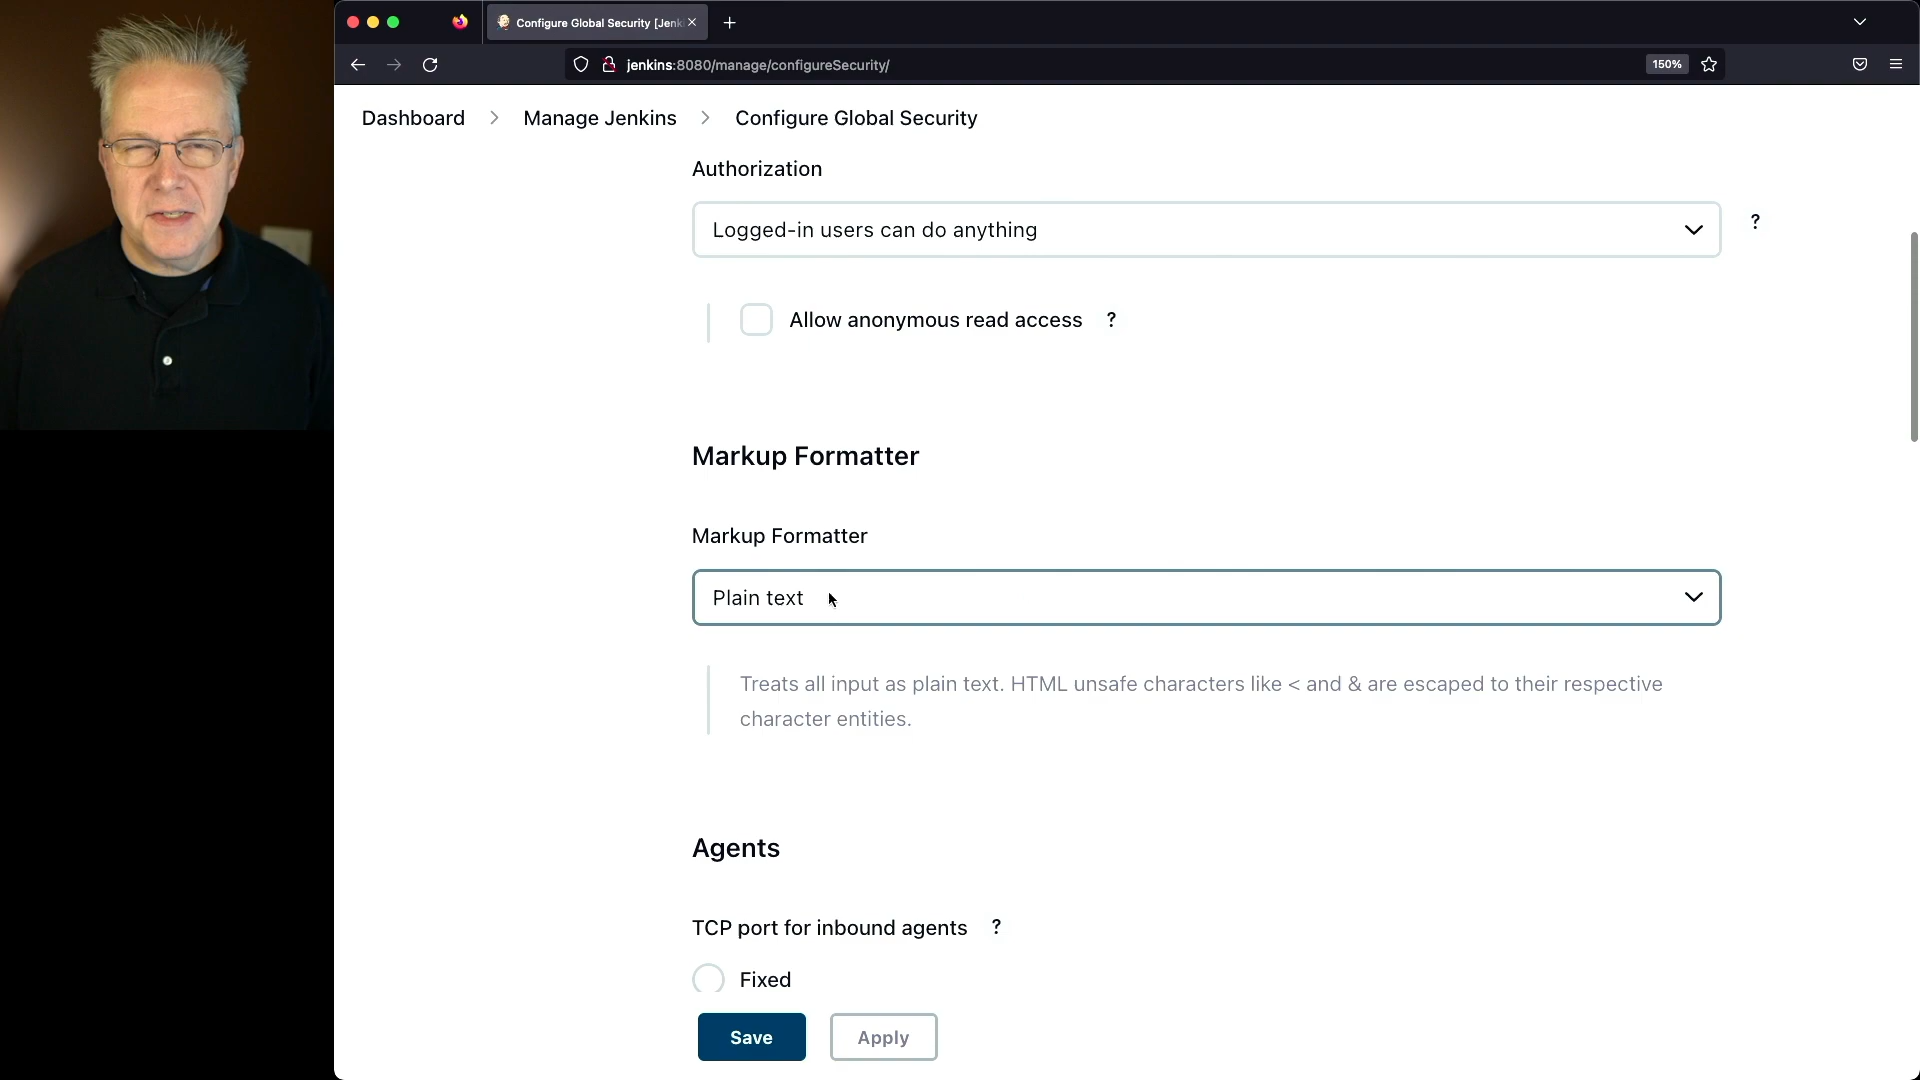 Configure Global Security [Jenki
jenkins:8080/manage/configureSecurity/
150%
Dashboard
Manage Jenkins
Configure Global Security
Authorization
Logged-in users can do anything
?
Allow anonymous read access ?
Markup Formatter
Markup Formatter
Plain text
Treats all input as plain text. HTML unsafe characters like < and & are escaped to their respective
character entities.
Agents
TCP port for inbound agents ?
Fixed
Save
Apply